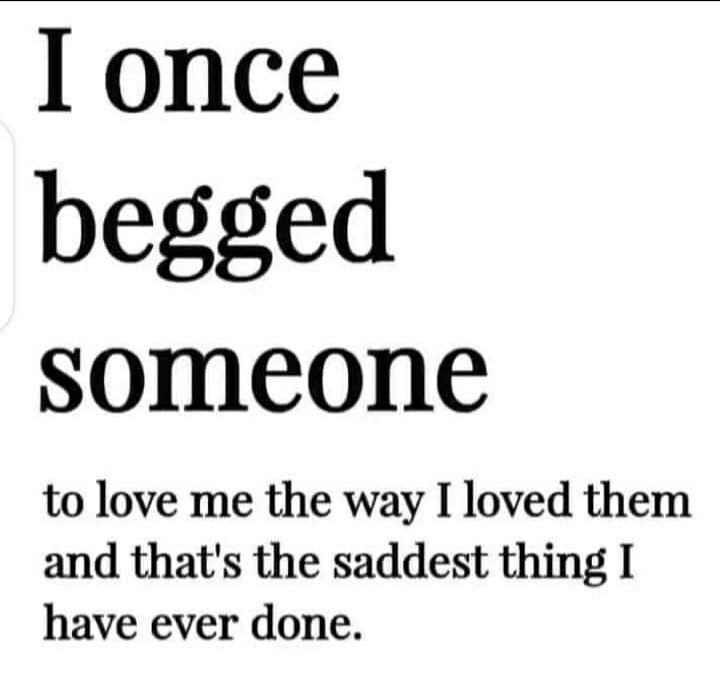 I once
begged
someone
to love me the way I loved them
and that's the saddest thing I
have ever done.